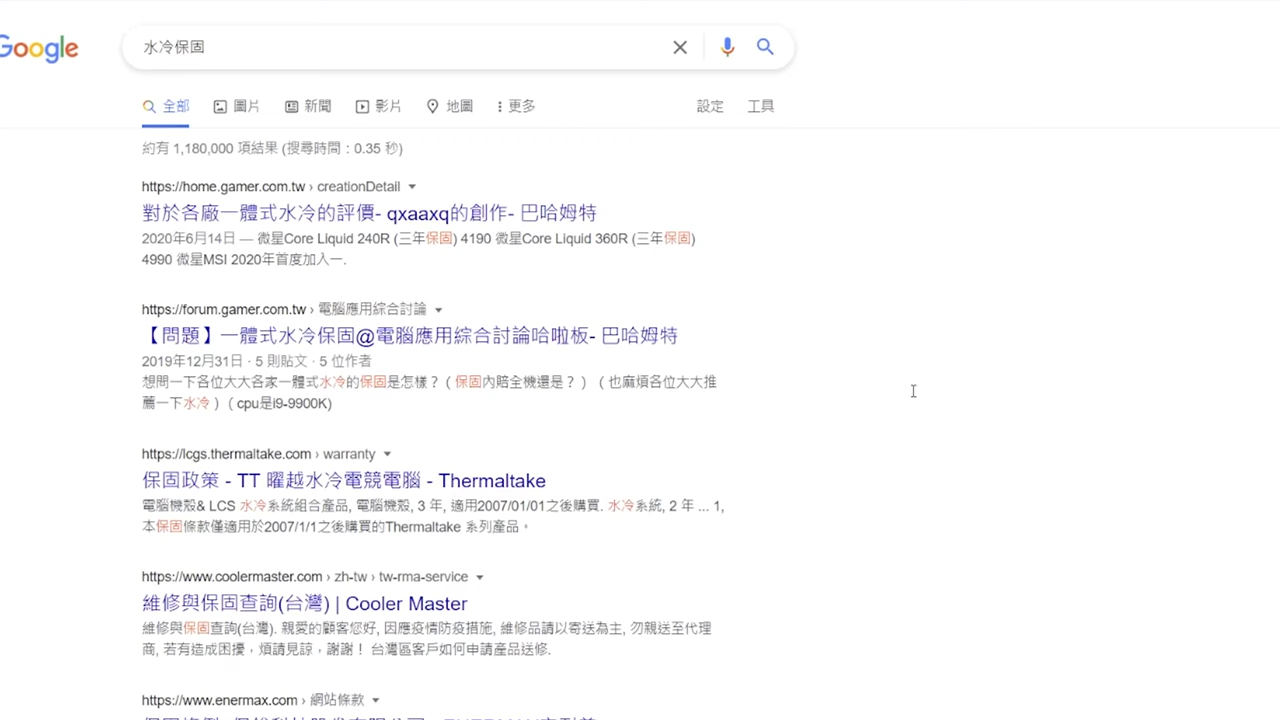 Google
水冷保固
全部 圖片 新聞 影片 地圖 更多 設定 工具
約有 1,180,000 項結果 (搜尋時間：0.35 秒)
https://home.gamer.com.tw › creationDetail
對於各廠一體式水冷的評價- qxaaxq的創作- 巴哈姆特
2020年6月14日 — 微星Core Liquid 240R (三年保固) 4190 微星Core Liquid 360R (三年保固)
4990 微星MSI 2020年首度加入一.
https://forum.gamer.com.tw › 電腦應用綜合討論
【問題】一體式水冷保固@電腦應用綜合討論哈啦板- 巴哈姆特
2019年12月31日 · 5 則貼文 · 5 位作者
想問一下各位大大各家一體式水冷的保固是怎樣？（保固內賠全機還是？）（也麻煩各位大大推
薦一下水冷）（cpu是i9-9900K)
https://lcgs.thermaltake.com › warranty
保固政策 - TT 曜越水冷電競電腦 - Thermaltake
電腦機殼& LCS 水冷系統組合產品, 電腦機殼, 3 年, 適用2007/01/01之後購買. 水冷系統, 2 年 ... 1,
本保固條款僅適用於2007/1/1之後購買的Thermaltake 系列產品。
https://www.coolermaster.com › zh-tw › tw-rma-service
維修與保固查詢(台灣) | Cooler Master
維修與保固查詢(台灣). 親愛的顧客您好, 因應疫情防疫措施, 維修品請以寄送為主, 勿親送至代理
商, 若有造成困擾，煩請見諒，謝謝！ 台灣區客戶如何申請產品送修.
https://www.enermax.com › 網站條款